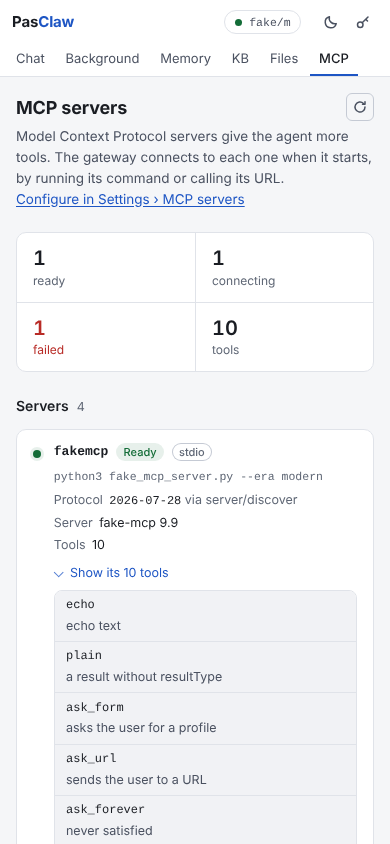 PasClaw
fake/m
Chat Background Memory KB Files MCP
MCP servers
Model Context Protocol servers give the agent more
tools. The gateway connects to each one when it starts,
by running its command or calling its URL.
Configure in Settings › MCP servers
1 1
ready connecting
1 10
failed tools
Servers 4
fakemcp Ready stdio
python3 fake_mcp_server.py --era modern
Protocol 2026-07-28 via server/discover
Server fake-mcp 9.9
Tools 10
Show its 10 tools
echo
echo text
plain
a result without resultType
ask_form
asks the user for a profile
ask_url
sends the user to a URL
ask_forever
never satisfied